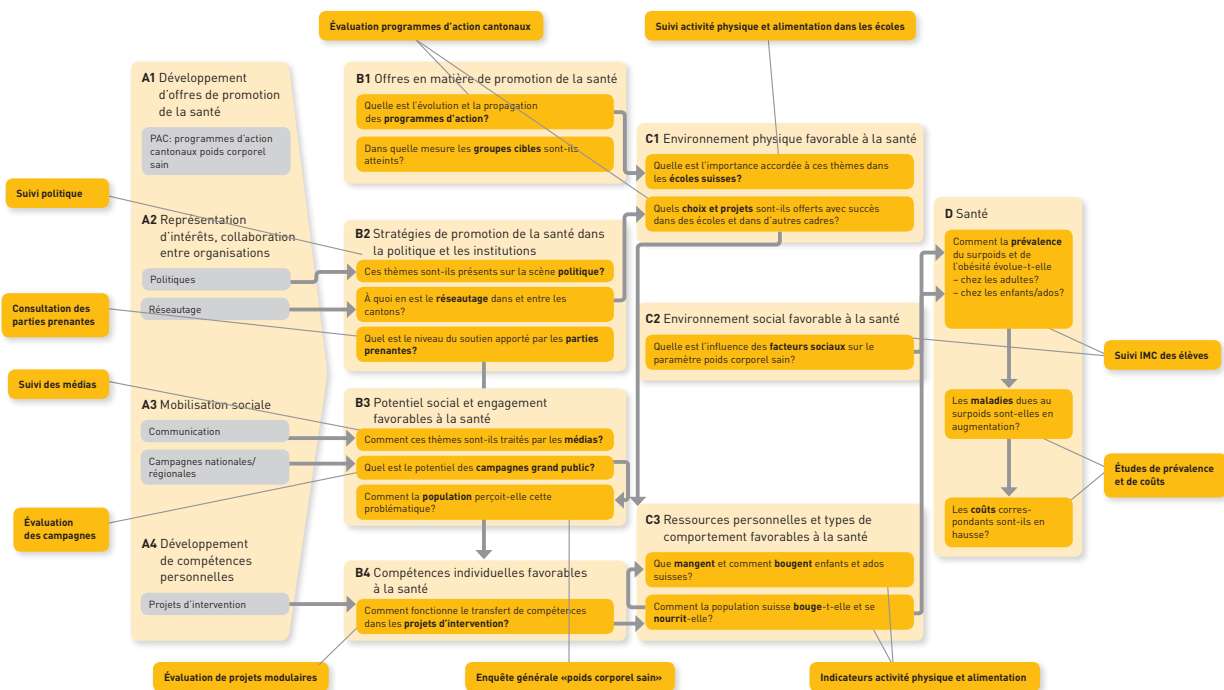 Évaluation programmes d'action cantonaux
Suivi activité physique et alimentation dans les écoles
A1 Développement
d'offres de promotion
de la santé
PAC: programmes d'action
cantonaux poids corporel
sain
Suivi politique
A2 Représentation
d'intérêts, collaboration
entre organisations
Politiques
Réseautage
Consultation des
parties prenantes
Suivi des médias
A3 Mobilisation sociale
Communication
Campagnes nationales/
régionales
Évaluation
des campagnes
A4 Développement
de compétences
personnelles
Projets d'intervention
B1 Offres en matière de promotion de la santé
Quelle est l'évolution et la propagation
des programmes d'action?
Dans quelle mesure les groupes cibles sont-ils
atteints?
B2 Stratégies de promotion de la santé dans
la politique et les institutions
Ces thèmes sont-ils présents sur la scène politique?
À quoi en est le réseautage dans et entre les
cantons?
Quel est le niveau du soutien apporté par les parties
prenantes?
B3 Potentiel social et engagement
favorables à la santé
Comment ces thèmes sont-ils traités par les médias?
Quel est le potentiel des campagnes grand public?
Comment la population perçoit-elle cette
problématique?
B4 Compétences individuelles favorables
à la santé
Comment fonctionne le transfert de compétences
dans les projets d'intervention?
C1 Environnement physique favorable à la santé
Quelle est l'importance accordée à ces thèmes dans
les écoles suisses?
Quels choix et projets sont-ils offerts avec succès
dans des écoles et dans d'autres cadres?
C2 Environnement social favorable à la santé
Quelle est l'influence des facteurs sociaux sur le
paramètre poids corporel sain?
C3 Ressources personnelles et types de
comportement favorables à la santé
Que mangent et comment bougent enfants et ados
suisses?
Comment la population suisse bouge-t-elle et se
nourrit-elle?
D Santé
Comment la prévalence
du surpoids et de
l'obésité évolue-t-elle
– chez les adultes?
– chez les enfants/ados?
Les maladies dues au
surpoids sont-elles en
augmentation?
Les coûts corres-
pondants sont-ils en
hausse?
Suivi IMC des élèves
Études de prévalence
et de coûts
Évaluation de projets modulaires
Enquête générale «poids corporel sain»
Indicateurs activité physique et alimentation